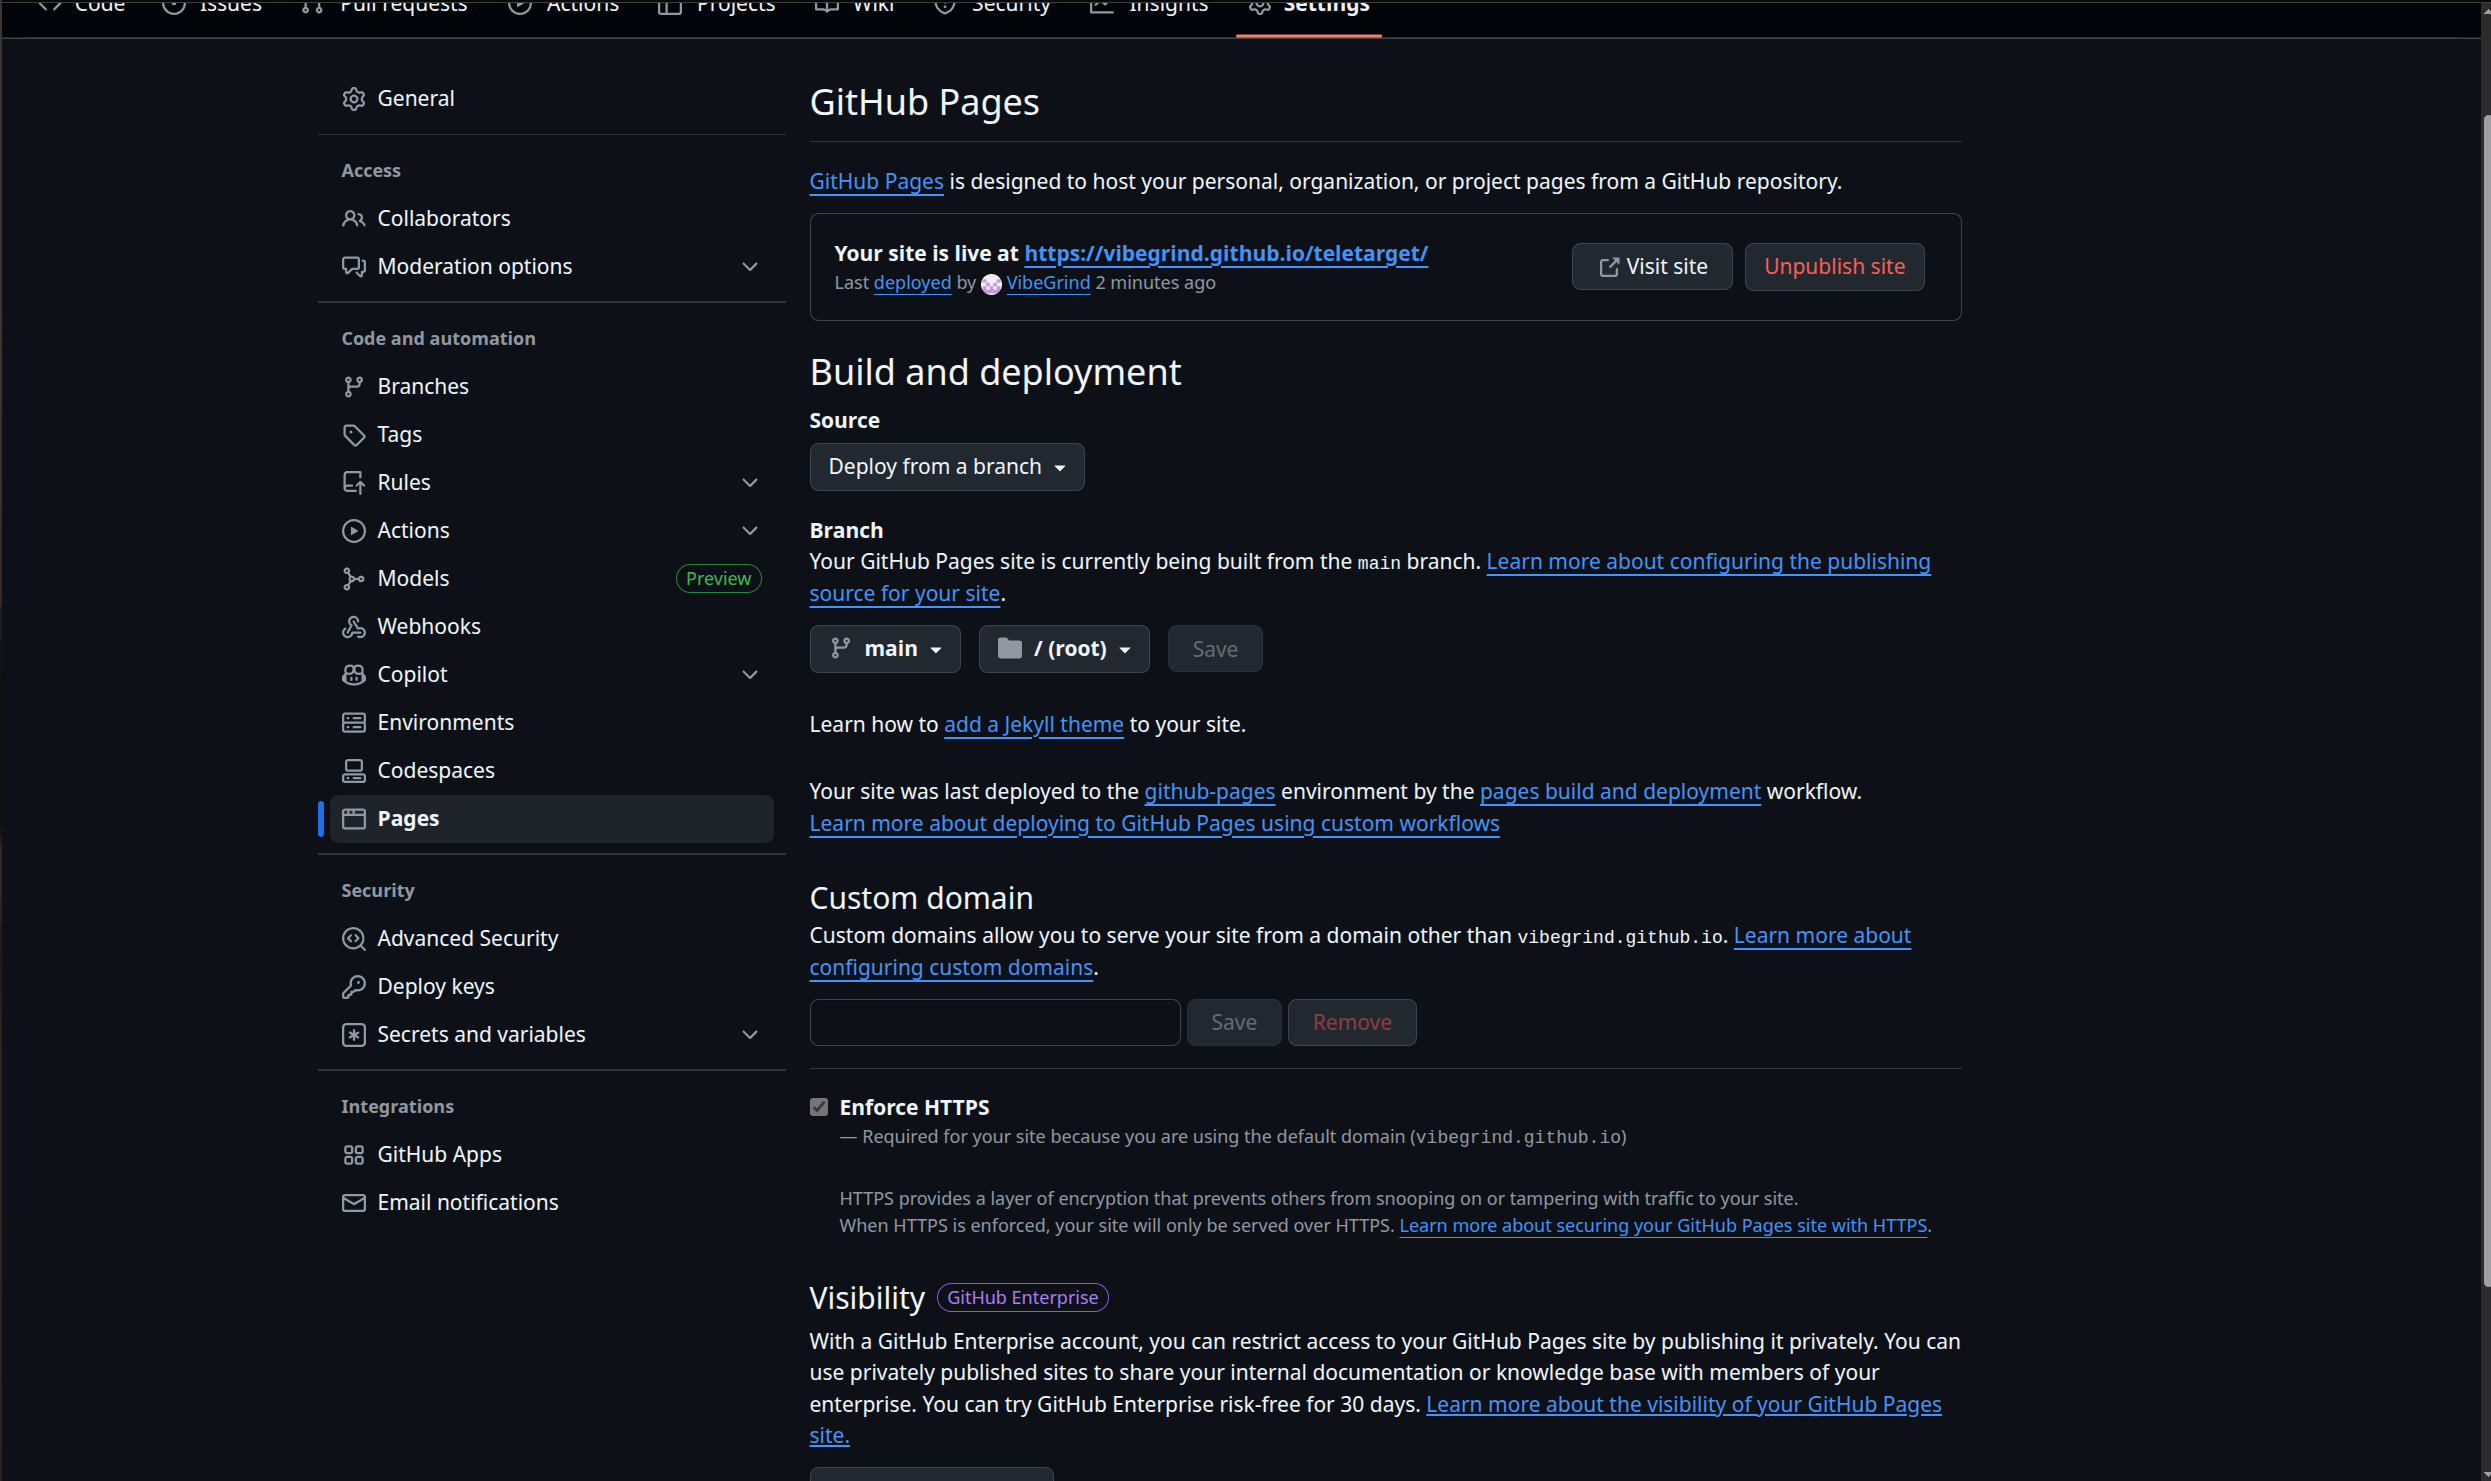 Code Issues Pull requests Actions Projects Wiki Security Insights Settings
General
Access
Collaborators
Moderation options
Code and automation
Branches
Tags
Rules
Actions
Models Preview
Webhooks
Copilot
Environments
Codespaces
Pages
Security
Advanced Security
Deploy keys
Secrets and variables
Integrations
GitHub Apps
Email notifications
GitHub Pages
GitHub Pages is designed to host your personal, organization, or project pages from a GitHub repository.
Your site is live at https://vibegrind.github.io/teletarget/
Last deployed by VibeGrind 2 minutes ago
Visit site Unpublish site
Build and deployment
Source
Deploy from a branch
Branch
Your GitHub Pages site is currently being built from the main branch. Learn more about configuring the publishing
source for your site.
main / (root) Save
Learn how to add a Jekyll theme to your site.
Your site was last deployed to the github-pages environment by the pages build and deployment workflow.
Learn more about deploying to GitHub Pages using custom workflows
Custom domain
Custom domains allow you to serve your site from a domain other than vibegrind.github.io. Learn more about
configuring custom domains.
Save Remove
Enforce HTTPS
— Required for your site because you are using the default domain (vibegrind.github.io)
HTTPS provides a layer of encryption that prevents others from snooping on or tampering with traffic to your site.
When HTTPS is enforced, your site will only be served over HTTPS. Learn more about securing your GitHub Pages site with HTTPS.
Visibility GitHub Enterprise
With a GitHub Enterprise account, you can restrict access to your GitHub Pages site by publishing it privately. You can
use privately published sites to share your internal documentation or knowledge base with members of your
enterprise. You can try GitHub Enterprise risk-free for 30 days. Learn more about the visibility of your GitHub Pages
site.